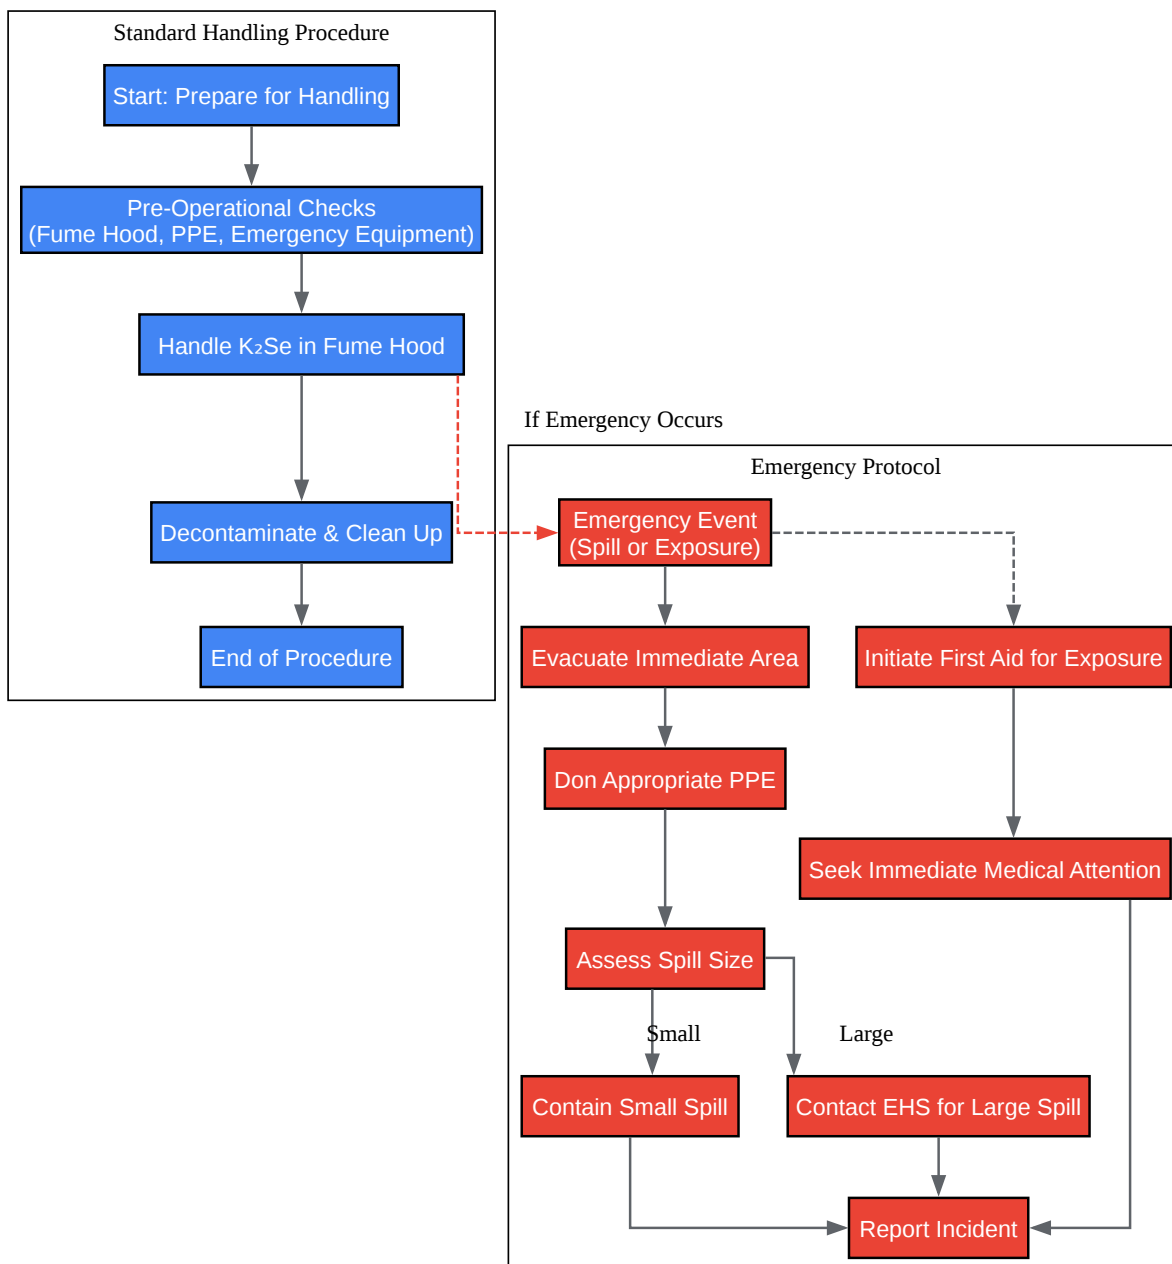 Standard Handling Procedure
Start: Prepare for Handling
Pre-Operational Checks
(Fume Hood, PPE, Emergency Equipment)
Handle K₂Se in Fume Hood
Decontaminate & Clean Up
End of Procedure
If Emergency Occurs
Emergency Protocol
Emergency Event
(Spill or Exposure)
Evacuate Immediate Area
Initiate First Aid for Exposure
Don Appropriate PPE
Seek Immediate Medical Attention
Assess Spill Size
Small
Large
Contain Small Spill
Contact EHS for Large Spill
Report Incident